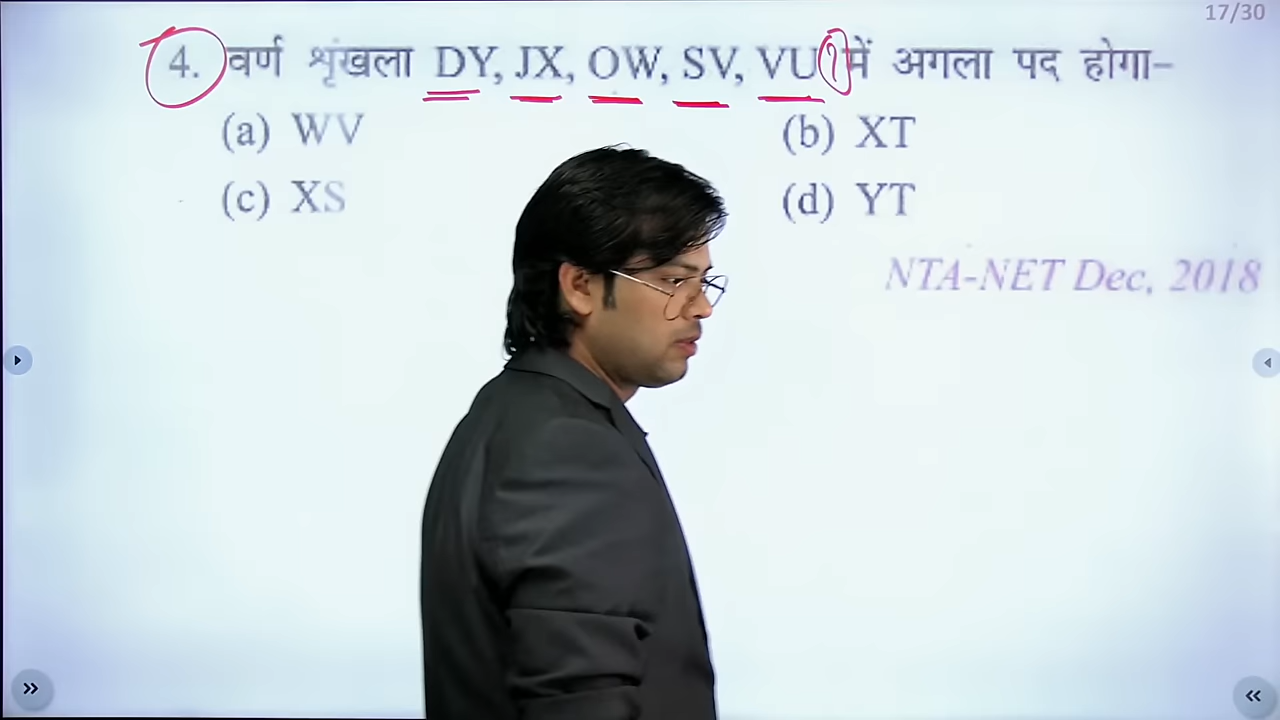 17/30
4. वर्ण शृंखला DY, JX, OW, SV, VU ? में अगला पद होगा–
(a) WV (b) XT
(c) XS (d) YT
NTA-NET Dec, 2018